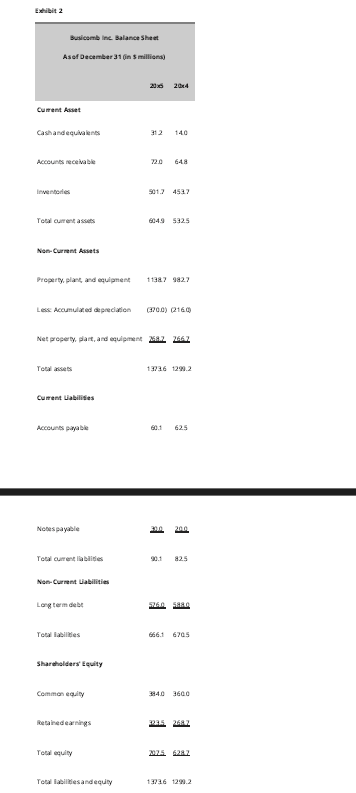 Exhibit 2
Busicomb Inc. Balance Sheet
As of December 31 (in $ millions)
20x5 20x4
Current Asset
Cash and equivalents 31.2 14.0
Accounts receivable 72.0 64.8
Inventories 501.7 453.7
Total current assets 604.9 532.5
Non-Current Assets
Property, plant, and equipment 1138.7 982.7
Less: Accumulated depreciation (370.0) (216.0)
Net property, plant, and equipment 768.7 766.7
Total assets 1373.6 1299.2
Current Liabilities
Accounts payable 60.1 62.5
Notes payable 30.0 20.0
Total current liabilities 90.1 82.5
Non-Current Liabilities
Long term debt 576.0 588.0
Total liabilities 666.1 670.5
Shareholders' Equity
Common equity 384.0 360.0
Retained earnings 323.5 268.7
Total equity 707.5 628.7
Total liabilities and equity 1373.6 1299.2